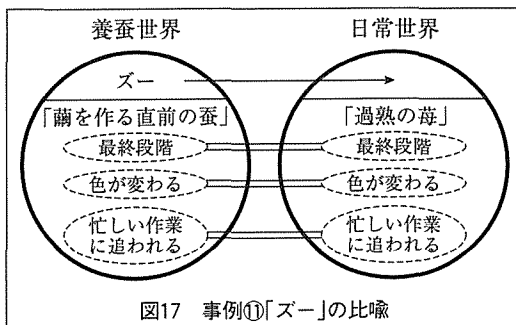 養蚕世界
日常世界
ズー
「繭を作る直前の蚕」
「過熟の苺」
最終段階
最終段階
色が変わる
色が変わる
忙しい作業
に追われる
忙しい作業
に追われる
図17 事例⑪「ズー」の比喩